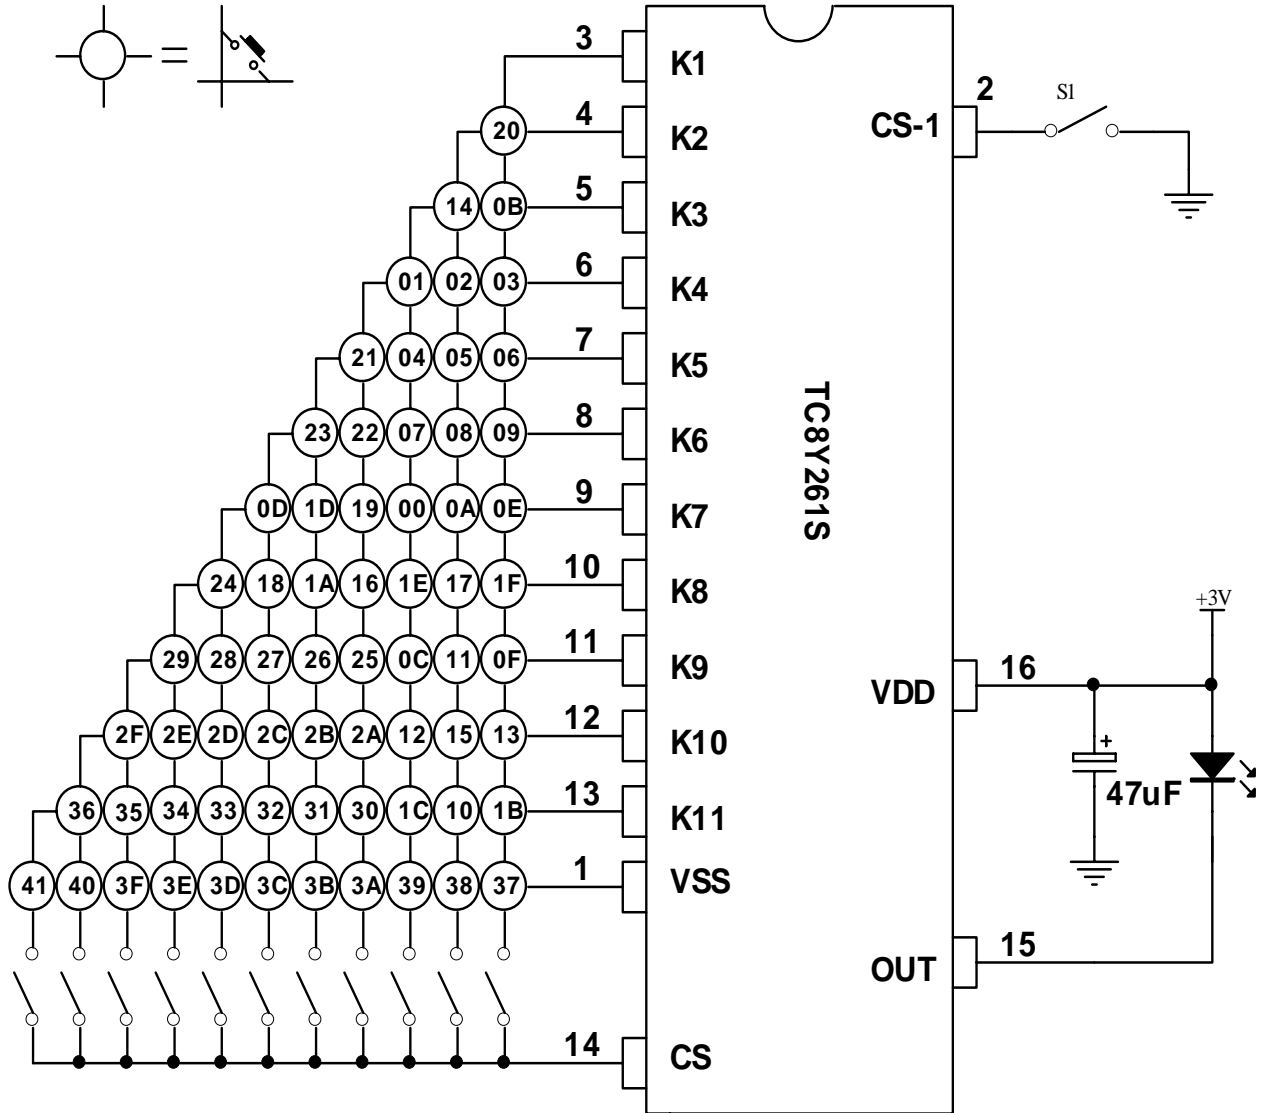 3 K1
2 S1
CS-1
20 4 K2
14 0B 5 K3
01 02 03 6 K4
21 04 05 06 7 K5
TC8Y261S
23 22 07 08 09 8 K6
0D 1D 19 00 0A 0E 9 K7
24 18 1A 16 1E 17 1F 10 K8
+3V
29 28 27 26 25 0C 11 0F 11 K9
VDD 16
2F 2E 2D 2C 2B 2A 12 15 13 12 K10
+
47uF
36 35 34 33 32 31 30 1C 10 1B 13 K11
41 40 3F 3E 3D 3C 3B 3A 39 38 37 1 VSS
OUT 15
14 CS